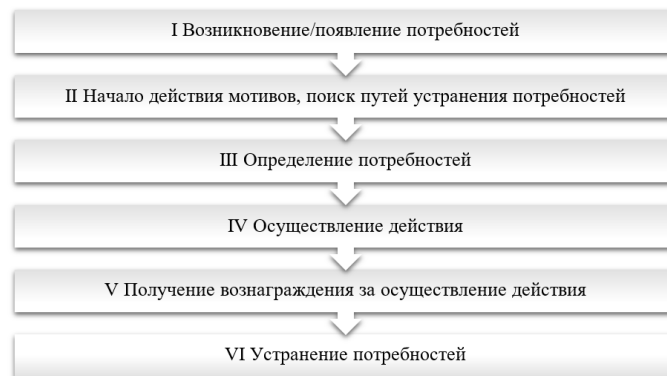 I Возникновение/появление потребностей
II Начало действия мотивов, поиск путей устранения потребностей
III Определение потребностей
IV Осуществление действия
V Получение вознаграждения за осуществление действия
VI Устранение потребностей